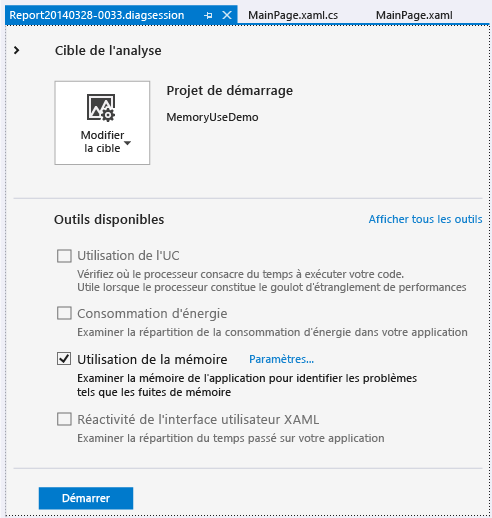 Report20140328-0033.diagsession MainPage.xaml.cs MainPage.xaml
Cible de l'analyse
Projet de démarrage
MemoryUseDemo
Modifier
la cible
Outils disponibles Afficher tous les outils
Utilisation de l'UC
Vérifiez où le processeur consacre du temps à exécuter votre code.
Utile lorsque le processeur constitue le goulot d'étranglement de performances
Consommation d'énergie
Examiner la répartition de la consommation d'énergie dans votre application
Utilisation de la mémoire Paramètres...
Examiner la mémoire de l'application pour identifier les problèmes
tels que les fuites de mémoire
Réactivité de l'interface utilisateur XAML
Examiner la répartition du temps passé sur votre application
Démarrer